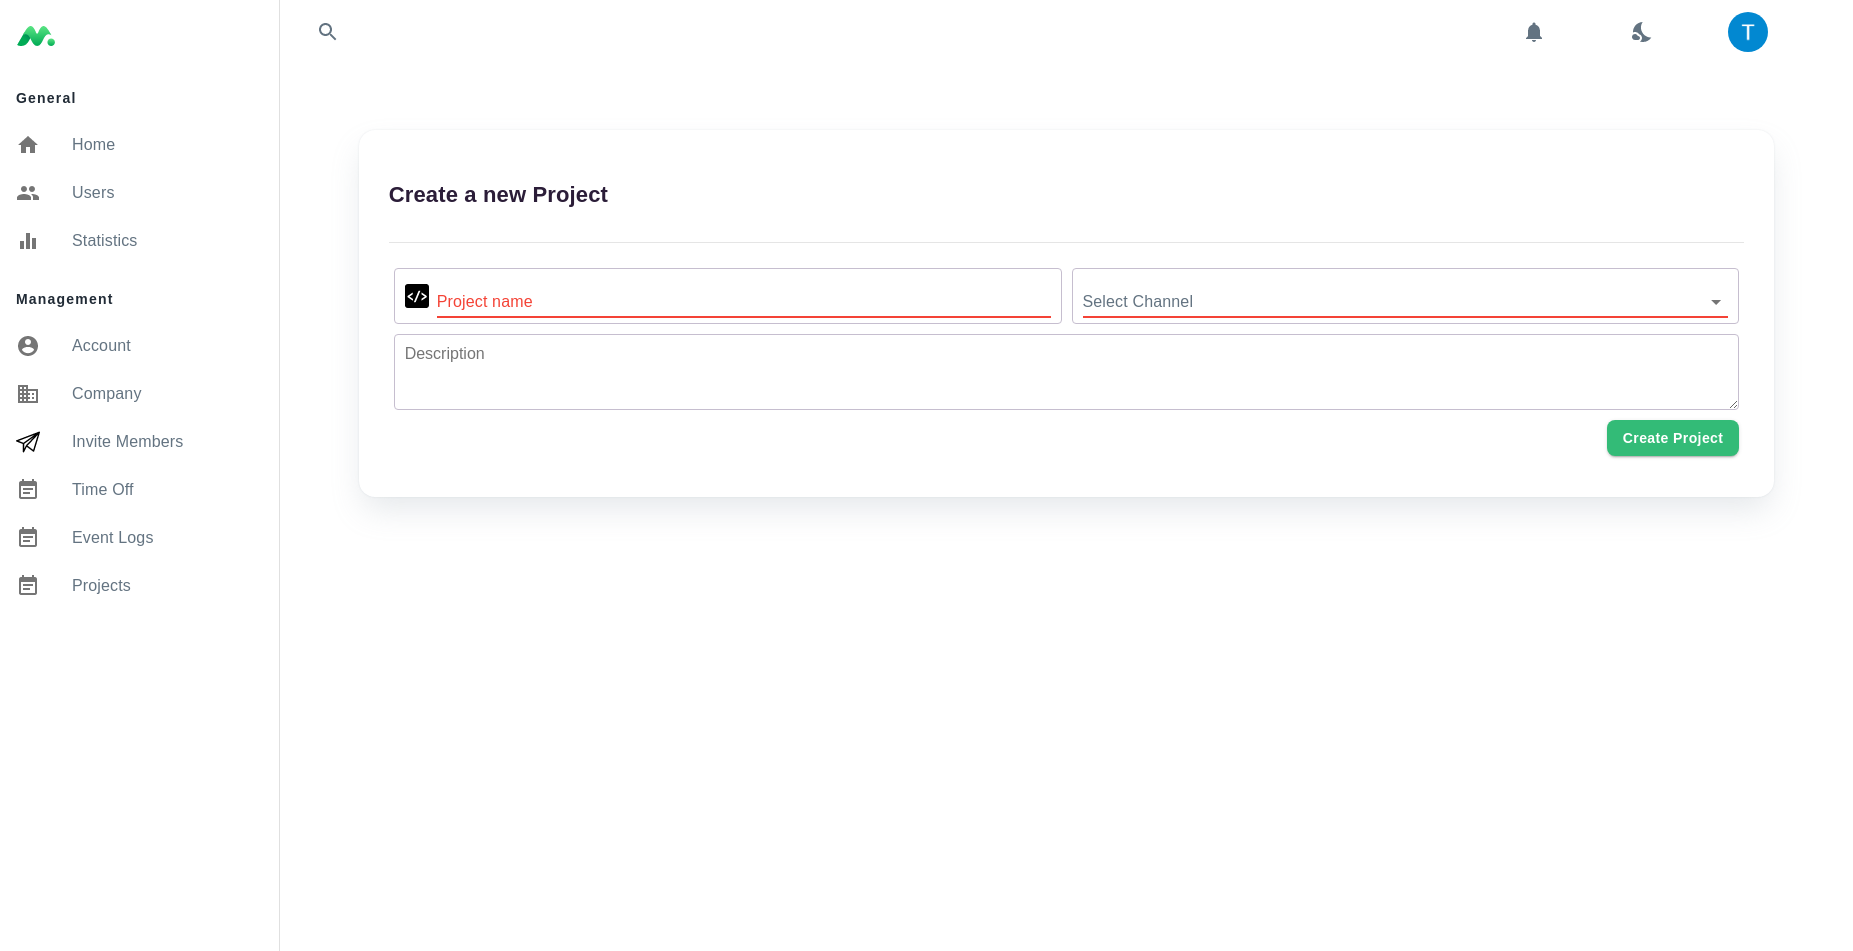 General
Home
Users
Statistics
Management
Account
Company
Invite Members
Time Off
Event Logs
Projects
T
Create a new Project
</> Project name
Select Channel
Description
Create Project